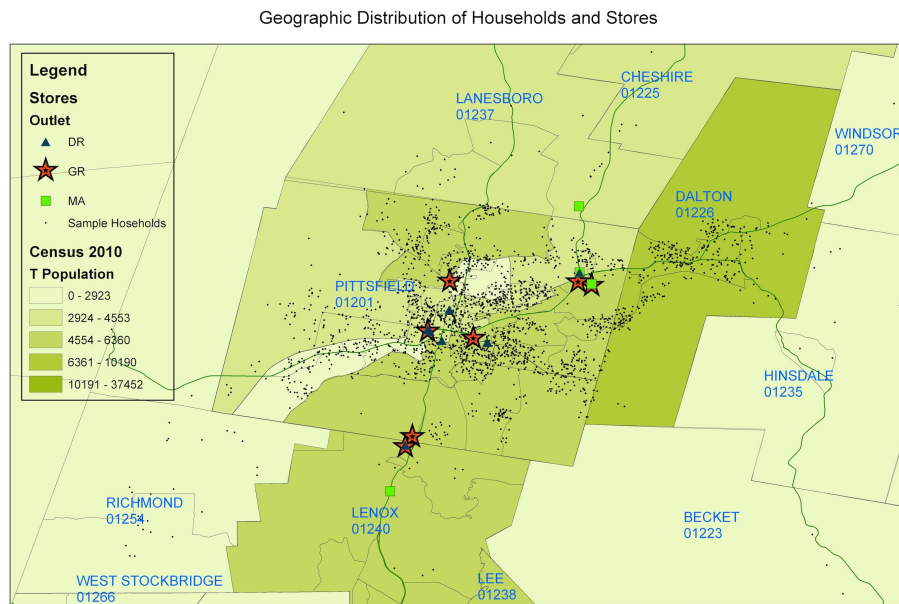 Geographic Distribution of Households and Stores
Legend
Stores
Outlet
DR
GR
MA
Sample Hoseholds
Census 2010
T Population
0 - 2923
2924 - 4553
4554 - 6360
6361 - 10190
10191 - 37452
CHESHIRE
01225
LANESBORO
01237
WINDSOR
01270
DALTON
01226
PITTSFIELD
01201
HINSDALE
01235
RICHMOND
01254
LENOX
01240
BECKET
01223
WEST STOCKBRIDGE
01266
LEE
01238